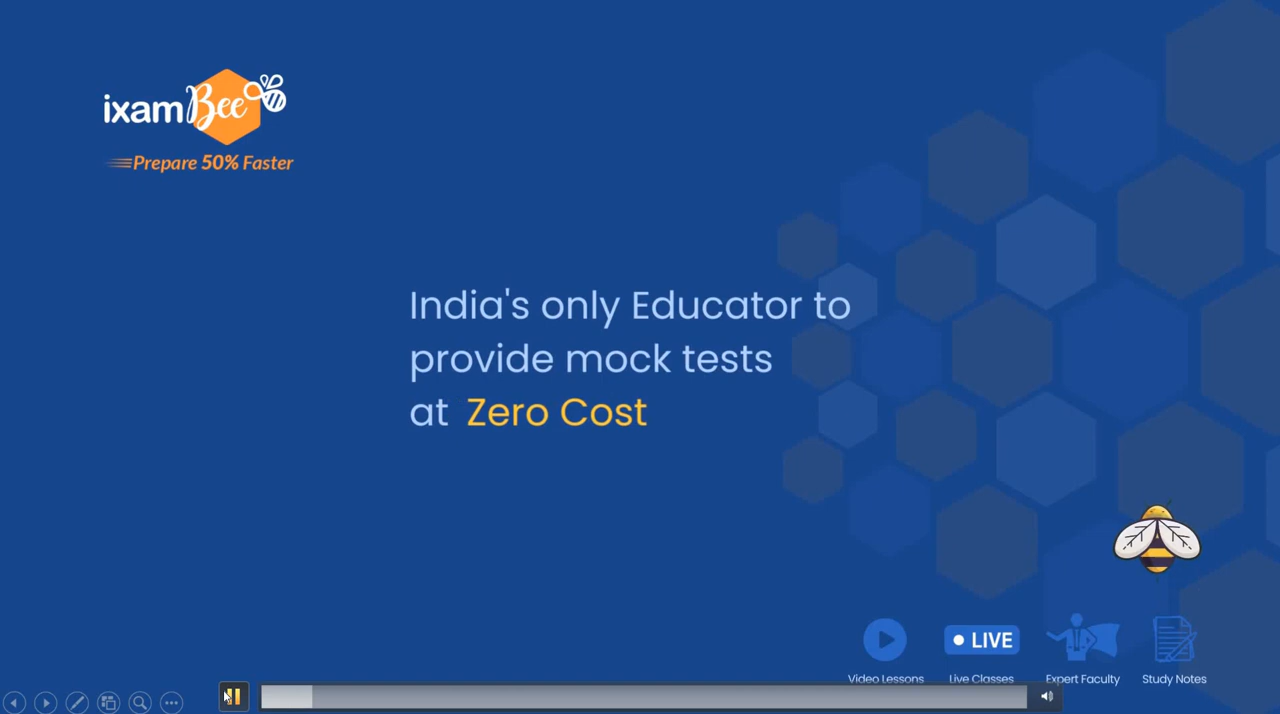 ixamBee
Prepare 50% Faster
India's only Educator to
provide mock tests
at Zero Cost
LIVE
Video Lessons
Live Classes
Expert Faculty
Study Notes